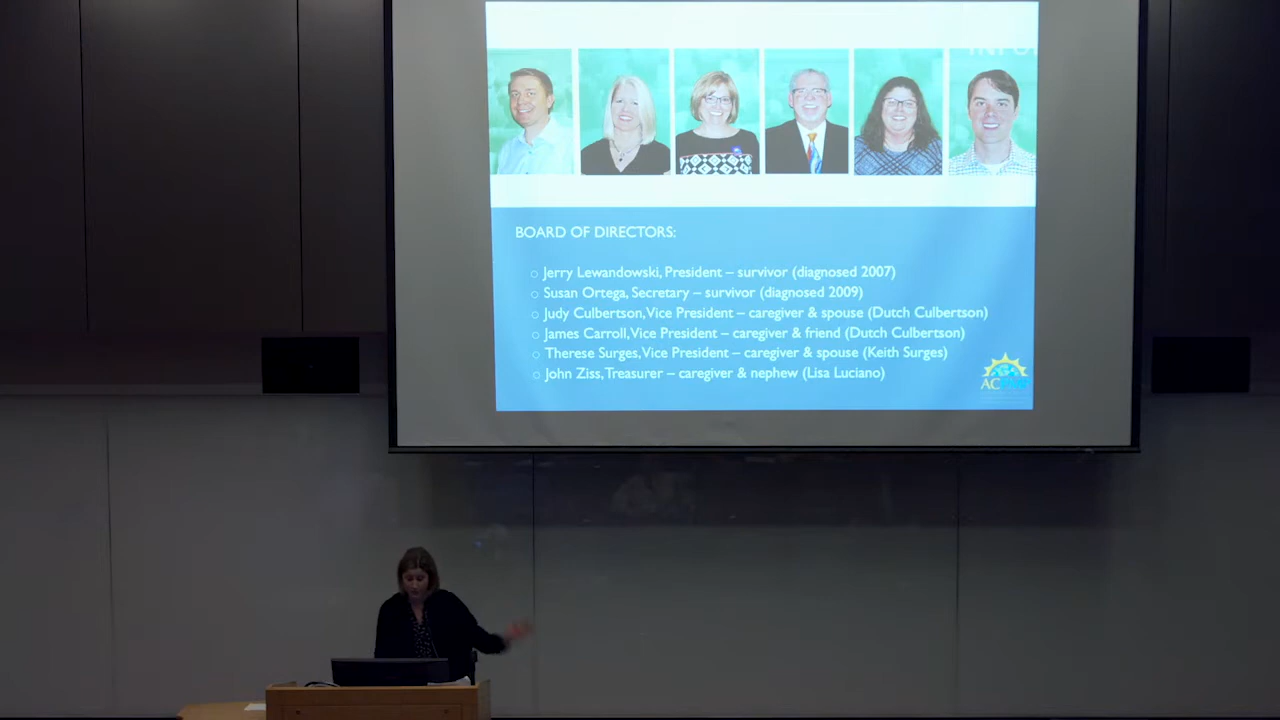 BOARD OF DIRECTORS:
Jerry Lewandowski, President – survivor (diagnosed 2007)
Susan Ortega, Secretary – survivor (diagnosed 2009)
Judy Culbertson, Vice President – caregiver & spouse (Dutch Culbertson)
James Carroll, Vice President – caregiver & friend (Dutch Culbertson)
Therese Surges, Vice President – caregiver & spouse (Keith Surges)
John Ziss, Treasurer – caregiver & nephew (Lisa Luciano)